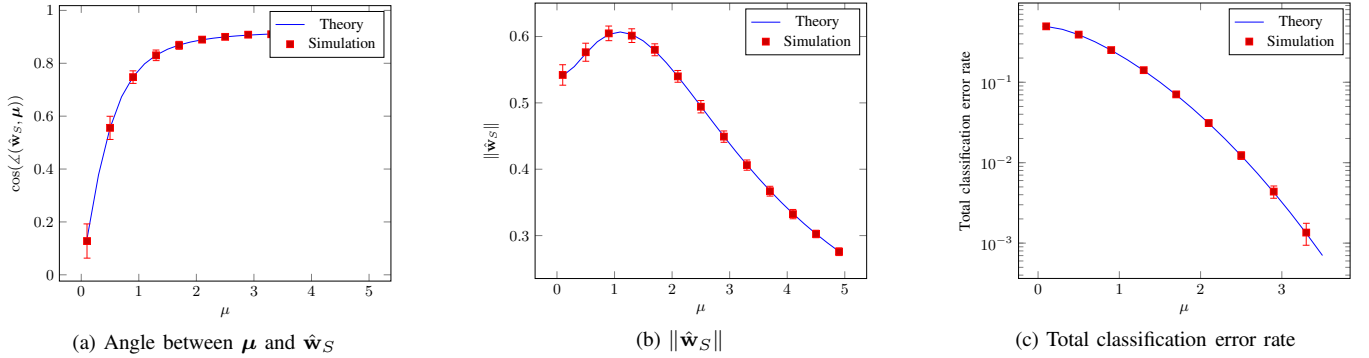 1
0.8
0.6
0.4
0.2
0
cos(∡(ŵ_S, μ))
Theory
Simulation
0 1 2 3 4 5
μ
(a) Angle between μ and ŵ_S
0.6
0.5
0.4
0.3
‖ŵ_S‖
Theory
Simulation
0 1 2 3 4 5
μ
(b) ‖ŵ_S‖
10⁻¹
10⁻²
10⁻³
Total classification error rate
Theory
Simulation
0 1 2 3
μ
(c) Total classification error rate